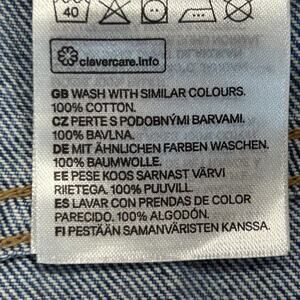 40
clevercare.info
GB WASH WITH SIMILAR COLOURS.
100% COTTON.
CZ PERTE S PODOBNÝMI BARVAMI.
100% BAVLNA.
DE MIT ÄHNLICHEN FARBEN WASCHEN.
100% BAUMWOLLE.
EE PESE KOOS SARNAST VÄRVI
RIIETEGA. 100% PUUVILL.
ES LAVAR CON PRENDAS DE COLOR
PARECIDO. 100% ALGODÓN.
FI PESTÄÄN SAMANVÄRISTEN KANSSA.